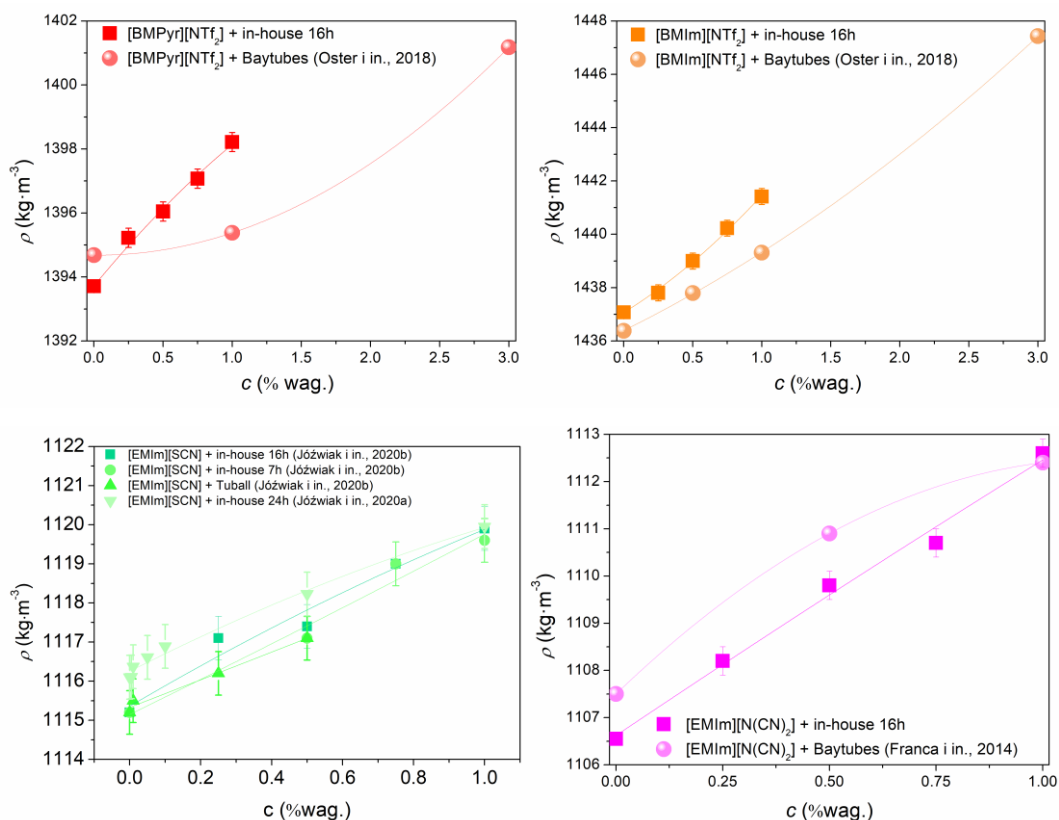 1402
1400
1398
1396
1394
1392
ρ (kg·m⁻³)
[BMPyr][NTf₂] + in-house 16h
[BMPyr][NTf₂] + Baytubes (Oster i in., 2018)
0.0 0.5 1.0 1.5 2.0 2.5 3.0
c (% wag.)
1448
1446
1444
1442
1440
1438
1436
ρ (kg·m⁻³)
[BMIm][NTf₂] + in-house 16h
[BMIm][NTf₂] + Baytubes (Oster i in., 2018)
0.0 0.5 1.0 1.5 2.0 2.5 3.0
c (% wag.)
1122
1121
1120
1119
1118
1117
1116
1115
1114
ρ (kg·m⁻³)
[EMIm][SCN] + in-house 16h (Jóźwiak i in., 2020b)
[EMIm][SCN] + in-house 7h (Jóźwiak i in., 2020b)
[EMIm][SCN] + Tuball (Jóźwiak i in., 2020b)
[EMIm][SCN] + in-house 24h (Jóźwiak i in., 2020a)
0.0 0.2 0.4 0.6 0.8 1.0
c (%wag.)
1113
1112
1111
1110
1109
1108
1107
1106
ρ (kg·m⁻³)
[EMIm][N(CN)₂] + in-house 16h
[EMIm][N(CN)₂] + Baytubes (Franca i in., 2014)
0.00 0.25 0.50 0.75 1.00
c (%wag.)